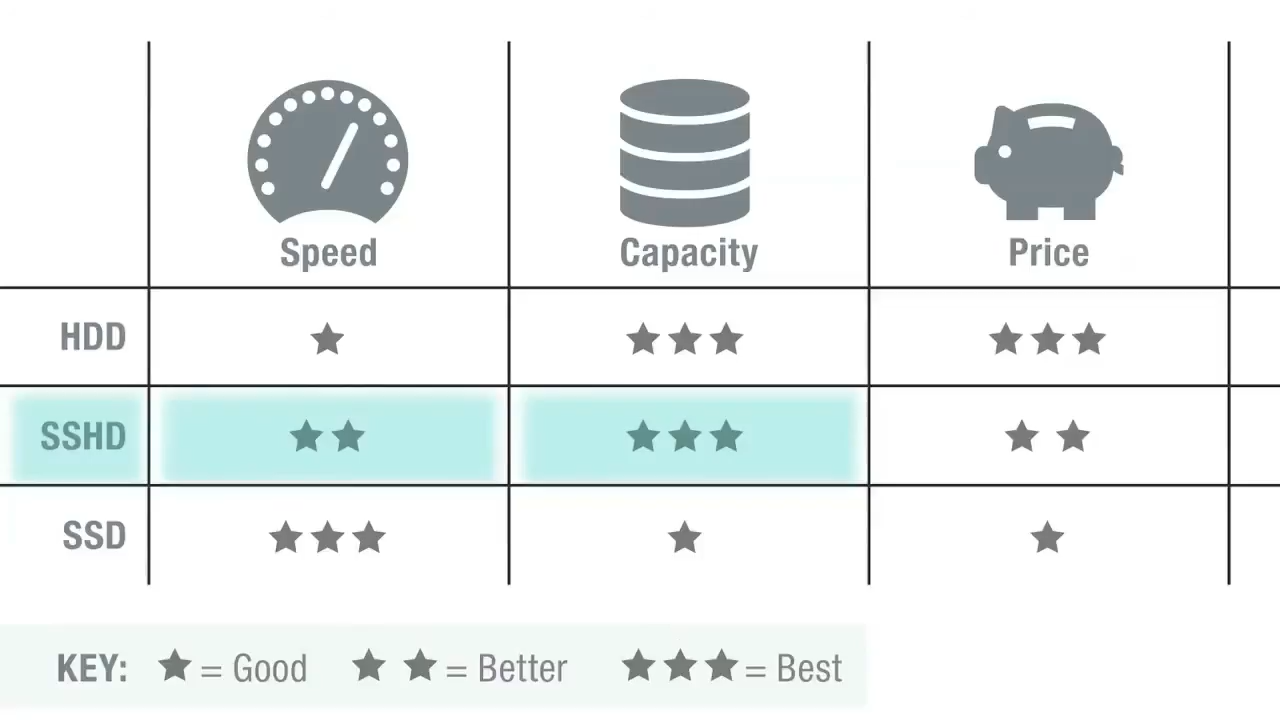 Speed Capacity Price
HDD ★ ★★★ ★★★
SSHD ★★ ★★★ ★ ★
SSD ★★★ ★ ★
KEY: ★ = Good ★ ★ = Better ★★★ = Best